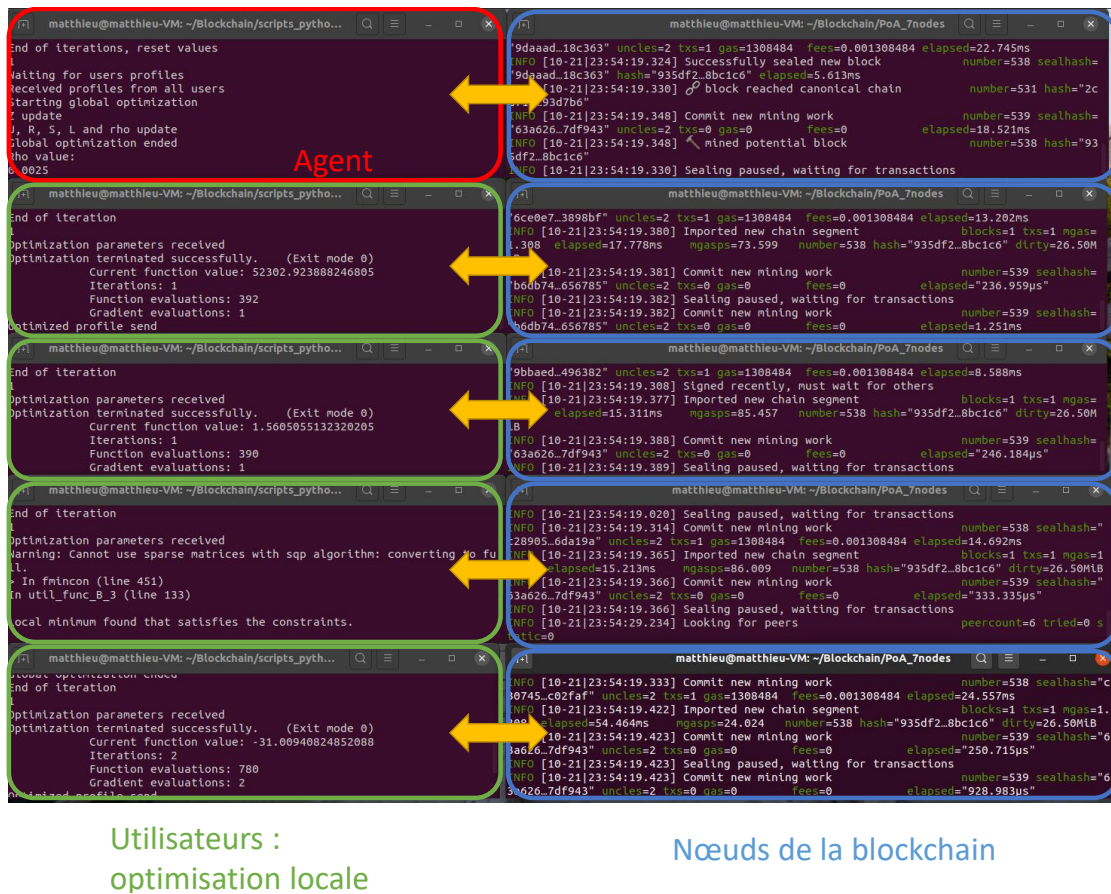 matthieu@matthieu-VM: ~/Blockchain/scripts_pytho...
End of iterations, reset values
1
Waiting for users profiles
Received profiles from all users
Starting global optimization
Z update
U, R, S, L and rho update
Global optimization ended
Rho value:
0.0025
Agent
matthieu@matthieu-VM: ~/Blockchain/PoA_7nodes
"9daaad…18c363" uncles=2 txs=1 gas=1308484 fees=0.001308484 elapsed=22.745ms
INFO [10-21|23:54:19.324] Successfully sealed new block number=538 sealhash=
"9daaad…18c363" hash="935df2…8bc1c6" elapsed=5.613ms
[10-21|23:54:19.330] 🔗 block reached canonical chain number=531 hash="2c
93d7b6"
INFO [10-21|23:54:19.348] Commit new mining work number=539 sealhash=
"63a626…7df943" uncles=2 txs=0 gas=0 fees=0 elapsed=18.521ms
INFO [10-21|23:54:19.348] 🔨 mined potential block number=538 hash="93
5df2…8bc1c6"
INFO [10-21|23:54:19.330] Sealing paused, waiting for transactions
matthieu@matthieu-VM: ~/Blockchain/scripts_pytho...
End of iteration
1
Optimization parameters received
Optimization terminated successfully. (Exit mode 0)
Current function value: 52302.923888246805
Iterations: 1
Function evaluations: 392
Gradient evaluations: 1
Optimized profile send
matthieu@matthieu-VM: ~/Blockchain/PoA_7nodes
"6ce0e7…3898bf" uncles=2 txs=1 gas=1308484 fees=0.001308484 elapsed=13.202ms
INFO [10-21|23:54:19.380] Imported new chain segment blocks=1 txs=1 mgas=
1.308 elapsed=17.778ms mgasps=73.599 number=538 hash="935df2…8bc1c6" dirty=26.50M
[10-21|23:54:19.381] Commit new mining work number=539 sealhash=
"b6db74…656785" uncles=2 txs=0 gas=0 fees=0 elapsed="236.959µs"
INFO [10-21|23:54:19.382] Sealing paused, waiting for transactions
INFO [10-21|23:54:19.382] Commit new mining work number=539 sealhash=
"b6db74…656785" uncles=2 txs=0 gas=0 fees=0 elapsed=1.251ms
matthieu@matthieu-VM: ~/Blockchain/scripts_pytho...
End of iteration
1
Optimization parameters received
Optimization terminated successfully. (Exit mode 0)
Current function value: 1.5605055132320205
Iterations: 1
Function evaluations: 390
Gradient evaluations: 1
matthieu@matthieu-VM: ~/Blockchain/PoA_7nodes
"9bbaed…496382" uncles=2 txs=1 gas=1308484 fees=0.001308484 elapsed=8.588ms
INFO [10-21|23:54:19.308] Signed recently, must wait for others
INFO [10-21|23:54:19.377] Imported new chain segment blocks=1 txs=1 mgas=
elapsed=15.311ms mgasps=85.457 number=538 hash="935df2…8bc1c6" dirty=26.50M
iB
INFO [10-21|23:54:19.388] Commit new mining work number=539 sealhash=
"63a626…7df943" uncles=2 txs=0 gas=0 fees=0 elapsed="246.184µs"
INFO [10-21|23:54:19.389] Sealing paused, waiting for transactions
matthieu@matthieu-VM: ~/Blockchain/scripts_pytho...
End of iteration
1
Optimization parameters received
Warning: Cannot use sparse matrices with sqp algorithm: converting to fu
ll.
> In fmincon (line 451)
In util_func_B_3 (line 133)
Local minimum found that satisfies the constraints.
matthieu@matthieu-VM: ~/Blockchain/PoA_7nodes
INFO [10-21|23:54:19.020] Sealing paused, waiting for transactions
INFO [10-21|23:54:19.314] Commit new mining work number=538 sealhash="
c28905…6da19a" uncles=2 txs=1 gas=1308484 fees=0.001308484 elapsed=14.692ms
INFO [10-21|23:54:19.365] Imported new chain segment blocks=1 txs=1 mgas=1
elapsed=15.213ms mgasps=86.009 number=538 hash="935df2…8bc1c6" dirty=26.50MiB
[10-21|23:54:19.366] Commit new mining work number=539 sealhash="
63a626…7df943" uncles=2 txs=0 gas=0 fees=0 elapsed="333.335µs"
INFO [10-21|23:54:19.366] Sealing paused, waiting for transactions
INFO [10-21|23:54:29.234] Looking for peers peercount=6 tried=0 s
tatic=0
matthieu@matthieu-VM: ~/Blockchain/scripts_pyth...
Global optimization ended
End of iteration
1
Optimization parameters received
Optimization terminated successfully. (Exit mode 0)
Current function value: -31.00940824852088
Iterations: 2
Function evaluations: 780
Gradient evaluations: 2
Optimized profile send
matthieu@matthieu-VM: ~/Blockchain/PoA_7nodes
INFO [10-21|23:54:19.333] Commit new mining work number=538 sealhash="c
80745…c02faf" uncles=2 txs=1 gas=1308484 fees=0.001308484 elapsed=24.557ms
INFO [10-21|23:54:19.422] Imported new chain segment blocks=1 txs=1 mgas=1.
308 elapsed=54.464ms mgasps=24.024 number=538 hash="935df2…8bc1c6" dirty=26.50MiB
[10-21|23:54:19.423] Commit new mining work number=539 sealhash="6
3a626…7df943" uncles=2 txs=0 gas=0 fees=0 elapsed="250.715µs"
INFO [10-21|23:54:19.423] Sealing paused, waiting for transactions
INFO [10-21|23:54:19.423] Commit new mining work number=539 sealhash="6
3a626…7df943" uncles=2 txs=0 gas=0 fees=0 elapsed="928.983µs"
Utilisateurs :
optimisation locale
Nœuds de la blockchain